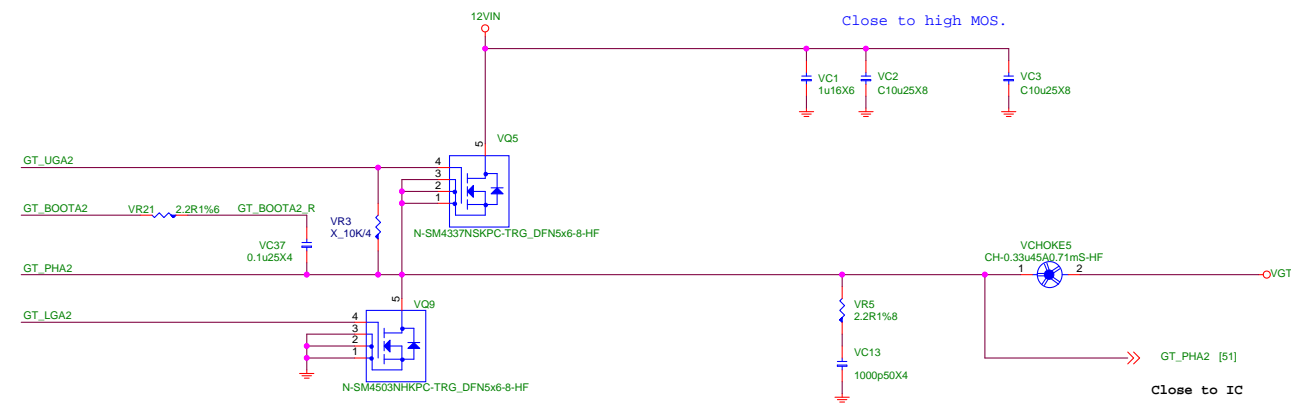 12VIN
Close to high MOS.
VC1
1u16X6
VC2
C10u25X8
VC3
C10u25X8
VQ5
5
GT_UGA2
4
3
2
1
GT_BOOTA2
VR21
2.2R1%6
GT_BOOTA2_R
VR3
X_10K/4
N-SM4337NSKPC-TRG_DFN5x6-8-HF
VC37
0.1u25X4
VCHOKE5
CH-0.33u45A0.71mS-HF
GT_PHA2
1
2
VGT
5
VQ9
GT_LGA2
4
3
2
1
VR5
2.2R1%8
VC13
1000p50X4
GT_PHA2 [51]
N-SM4503NHKPC-TRG_DFN5x6-8-HF
Close to IC